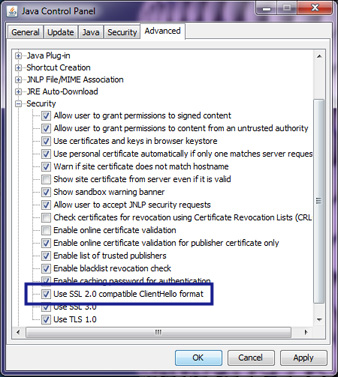 Java Control Panel
General Update Java Security Advanced
Java Plug-in
Shortcut Creation
JNLP File/MIME Association
JRE Auto-Download
Security
Allow user to grant permissions to signed content
Allow user to grant permissions to content from an untrusted authority
Use certificates and keys in browser keystore
Use personal certificate automatically if only one matches server reques
Warn if site certificate does not match hostname
Show site certificate from server even if it is valid
Show sandbox warning banner
Allow user to accept JNLP security requests
Check certificates for revocation using Certificate Revocation Lists (CRL
Enable online certificate validation
Enable online certificate validation for publisher certificate only
Enable list of trusted publishers
Enable blacklist revocation check
Enable caching password for authentication
Use SSL 2.0 compatible ClientHello format
Use SSL 3.0
Use TLS 1.0
OK Cancel Apply